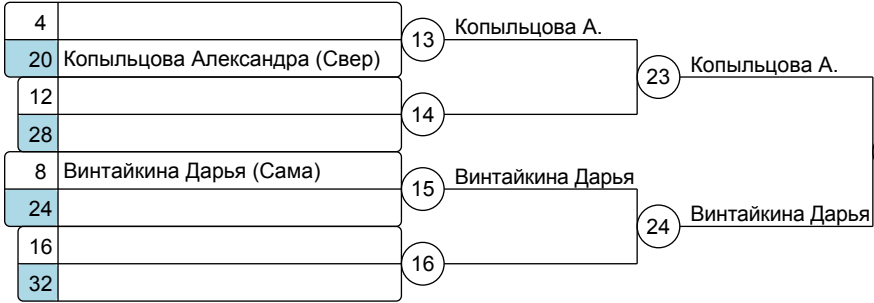 4
13 Копыльцова А.
20 Копыльцова Александра (Свер)
23 Копыльцова А.
12
14
28
8 Винтайкина Дарья (Сама)
15 Винтайкина Дарья
24
24 Винтайкина Дарья
16
16
32